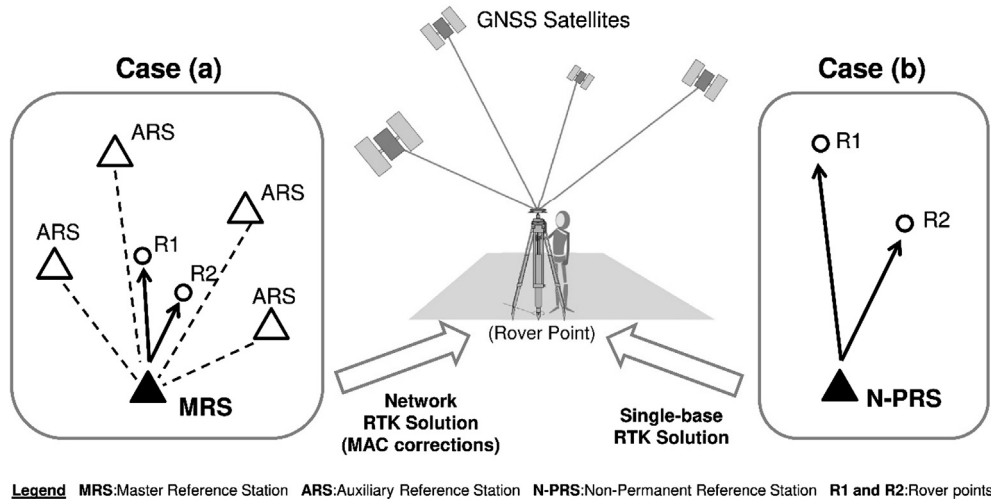 GNSS Satellites
Case (a)
ARS
ARS
ARS
ARS
R1
R2
MRS
(Rover Point)
Network
RTK Solution
(MAC corrections)
Single-base
RTK Solution
Case (b)
R1
R2
N-PRS
Legend MRS:Master Reference Station ARS:Auxiliary Reference Station N-PRS:Non-Permanent Reference Station R1 and R2:Rover points